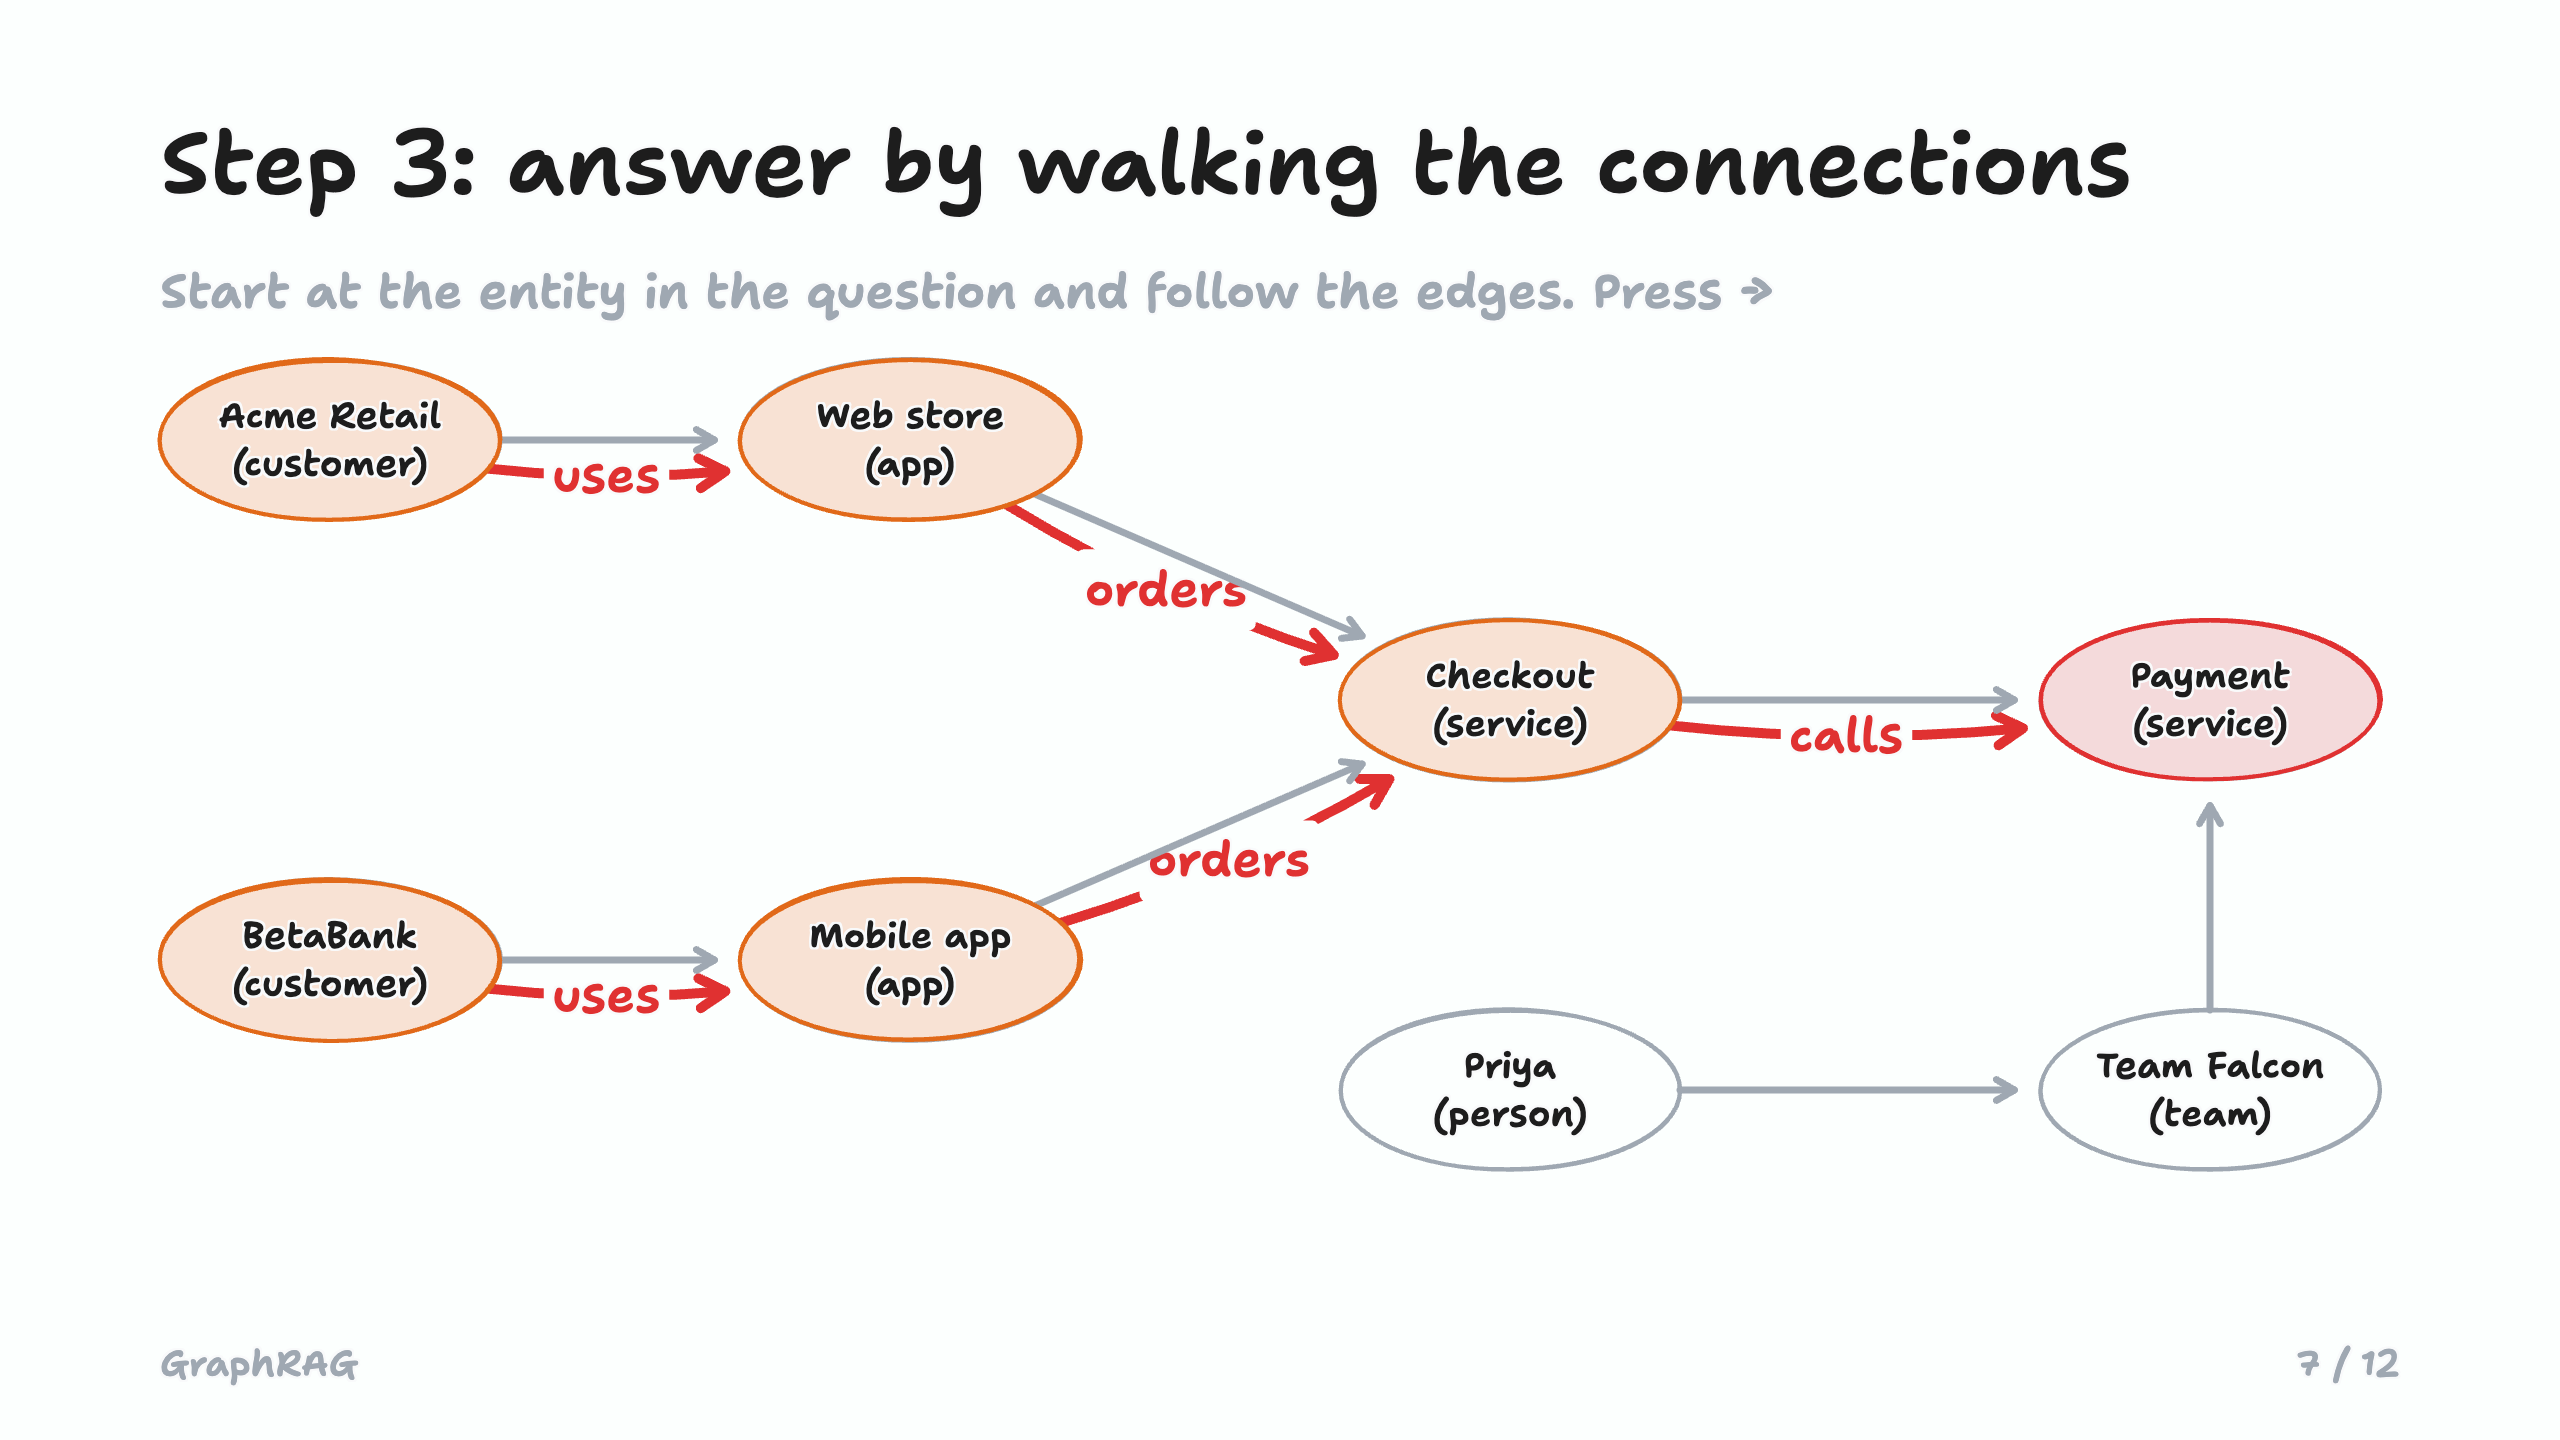 Step 3: answer by walking the connections
Start at the entity in the question and follow the edges. Press →
Acme Retail
(customer)
uses
Web store
(app)
orders
Checkout
(service)
calls
Payment
(service)
orders
BetaBank
(customer)
uses
Mobile app
(app)
Priya
(person)
Team Falcon
(team)
GraphRAG
7 / 12